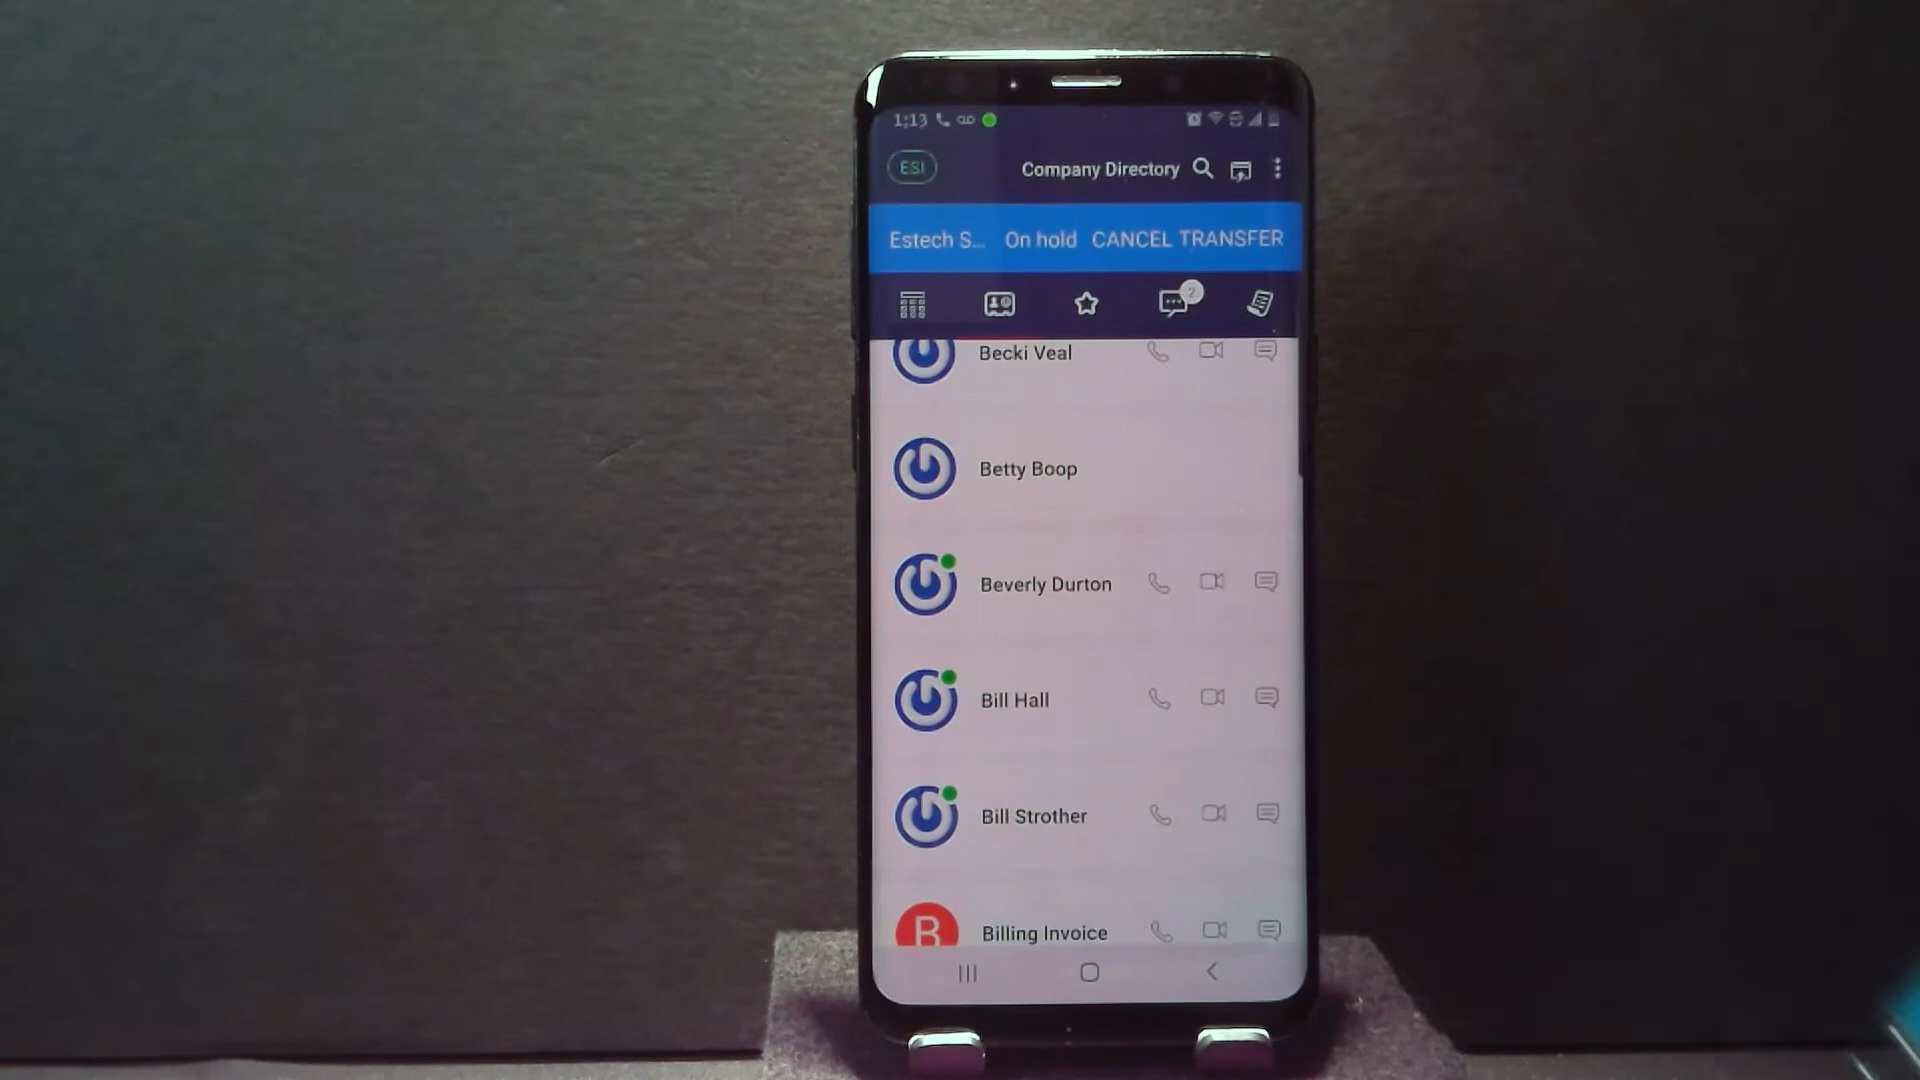 1:13
ESI Company Directory
Estech S... On hold CANCEL TRANSFER
2
Becki Veal
Betty Boop
Beverly Durton
Bill Hall
Bill Strother
B Billing Invoice